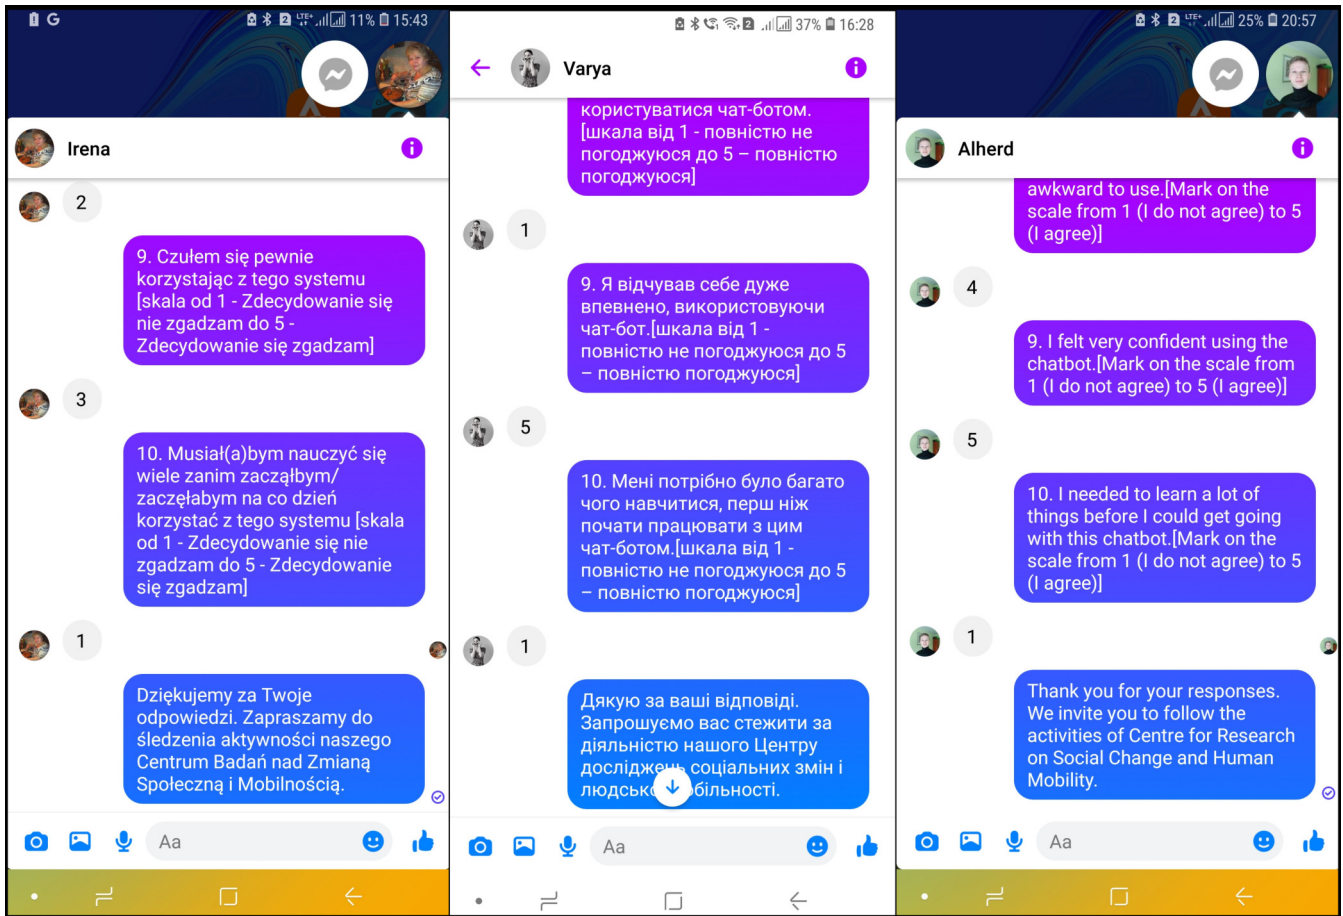 G
11% 15:43
Irena
2
9. Czułem się pewnie
korzystając z tego systemu
[skala od 1 - Zdecydowanie się
nie zgadzam do 5 -
Zdecydowanie się zgadzam]
3
10. Musiał(a)bym nauczyć się
wiele zanim zacząłbym/
zaczęłabym na co dzień
korzystać z tego systemu [skala
od 1 - Zdecydowanie się nie
zgadzam do 5 - Zdecydowanie
się zgadzam]
1
Dziękujemy za Twoje
odpowiedzi. Zapraszamy do
śledzenia aktywności naszego
Centrum Badań nad Zmianą
Społeczną i Mobilnością.
Aa
37% 16:28
Varya
користуватися чат-ботом.
[шкала від 1 - повністю не
погоджуюся до 5 – повністю
погоджуюся]
1
9. Я відчував себе дуже
впевнено, використовуючи
чат-бот.[шкала від 1 -
повністю не погоджуюся до 5
– повністю погоджуюся]
5
10. Мені потрібно було багато
чого навчитися, перш ніж
почати працювати з цим
чат-ботом.[шкала від 1 -
повністю не погоджуюся до 5
– повністю погоджуюся]
1
Дякую за ваші відповіді.
Запрошуємо вас стежити за
діяльністю нашого Центру
досліджень соціальних змін і
Aa
2 LTE+ 25% 20:57
Alherd
awkward to use.[Mark on the
scale from 1 (I do not agree) to 5
(I agree)]
4
9. I felt very confident using the
chatbot.[Mark on the scale from
1 (I do not agree) to 5 (I agree)]
5
10. I needed to learn a lot of
things before I could get going
with this chatbot.[Mark on the
scale from 1 (I do not agree) to 5
(I agree)]
1
Thank you for your responses.
We invite you to follow the
activities of Centre for Research
on Social Change and Human
Mobility.
Aa